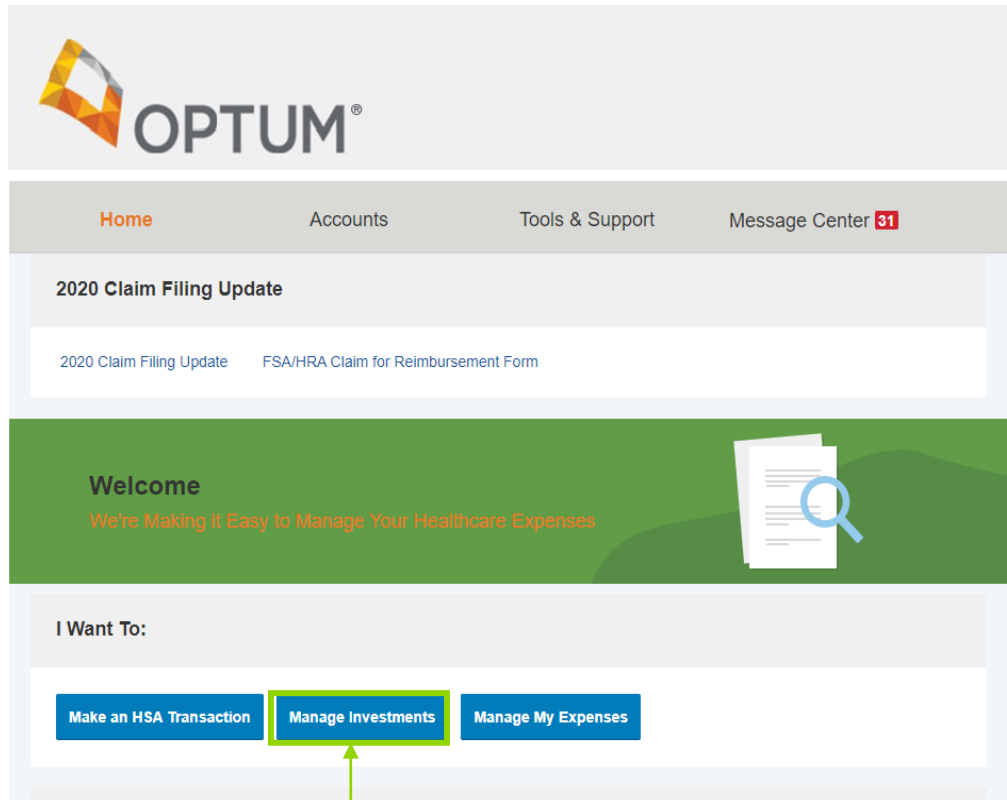 OPTUM®
Home Accounts Tools & Support Message Center 31
2020 Claim Filing Update
2020 Claim Filing Update FSA/HRA Claim for Reimbursement Form
Welcome
We're Making it Easy to Manage Your Healthcare Expenses
I Want To:
Make an HSA Transaction Manage Investments Manage My Expenses